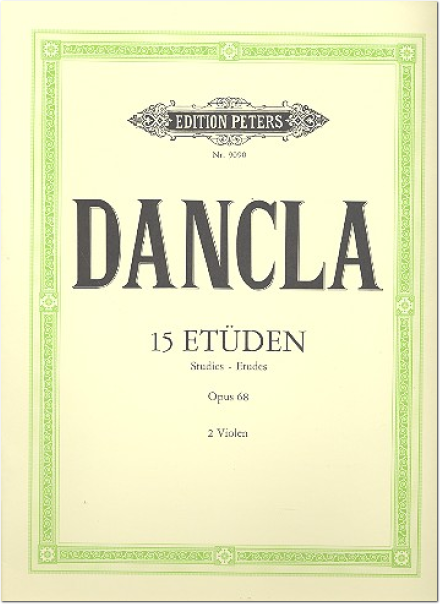 EDITION PETERS
Nr. 9090
DANCLA
15 ETÜDEN
Studies - Etudes
Opus 68
2 Violen